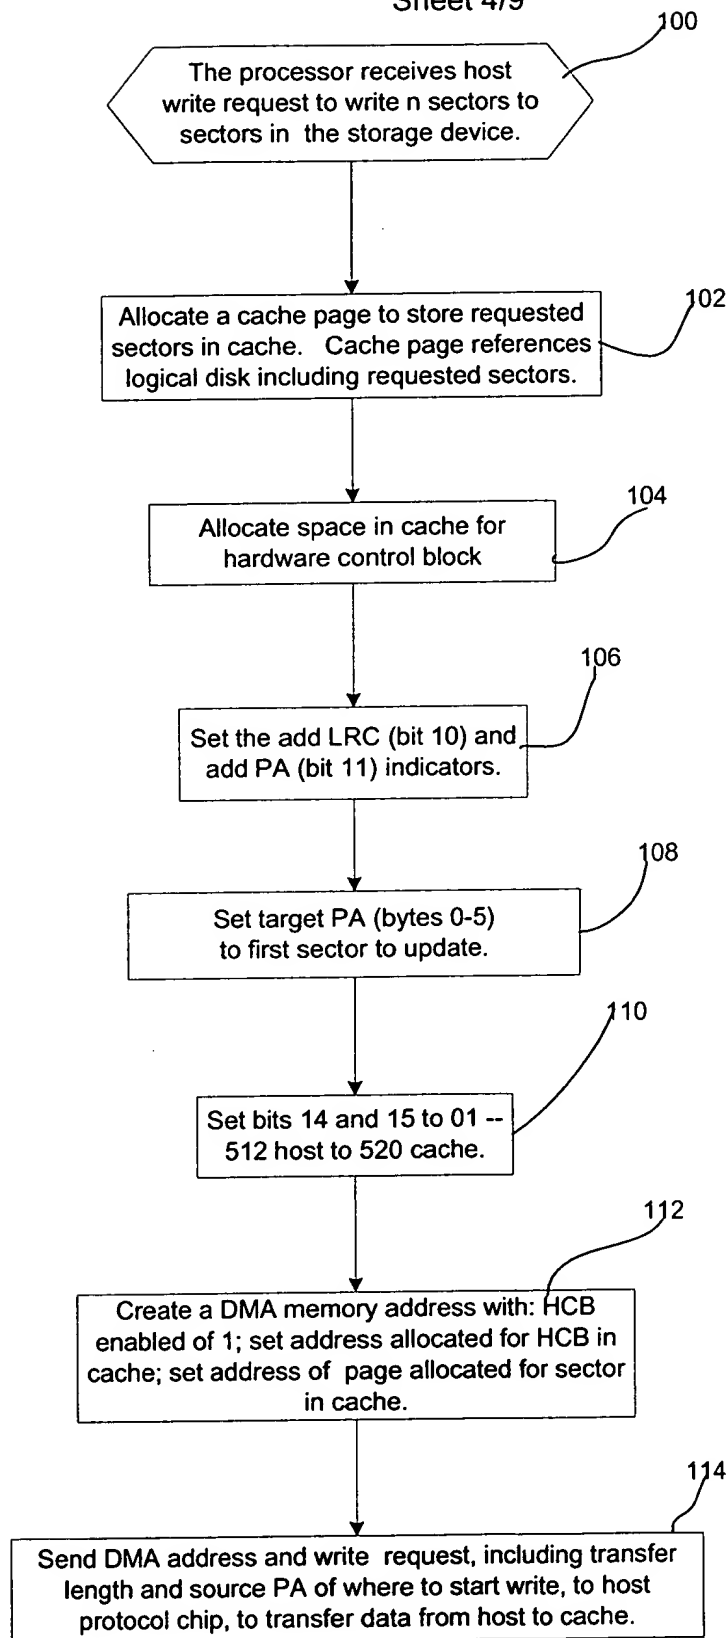 Sheet 4/9
100
The processor receives host
write request to write n sectors to
sectors in the storage device.
102
Allocate a cache page to store requested
sectors in cache. Cache page references
logical disk including requested sectors.
104
Allocate space in cache for
hardware control block
106
Set the add LRC (bit 10) and
add PA (bit 11) indicators.
108
Set target PA (bytes 0-5)
to first sector to update.
110
Set bits 14 and 15 to 01 --
512 host to 520 cache.
112
Create a DMA memory address with: HCB
enabled of 1; set address allocated for HCB in
cache; set address of page allocated for sector
in cache.
114
Send DMA address and write request, including transfer
length and source PA of where to start write, to host
protocol chip, to transfer data from host to cache.